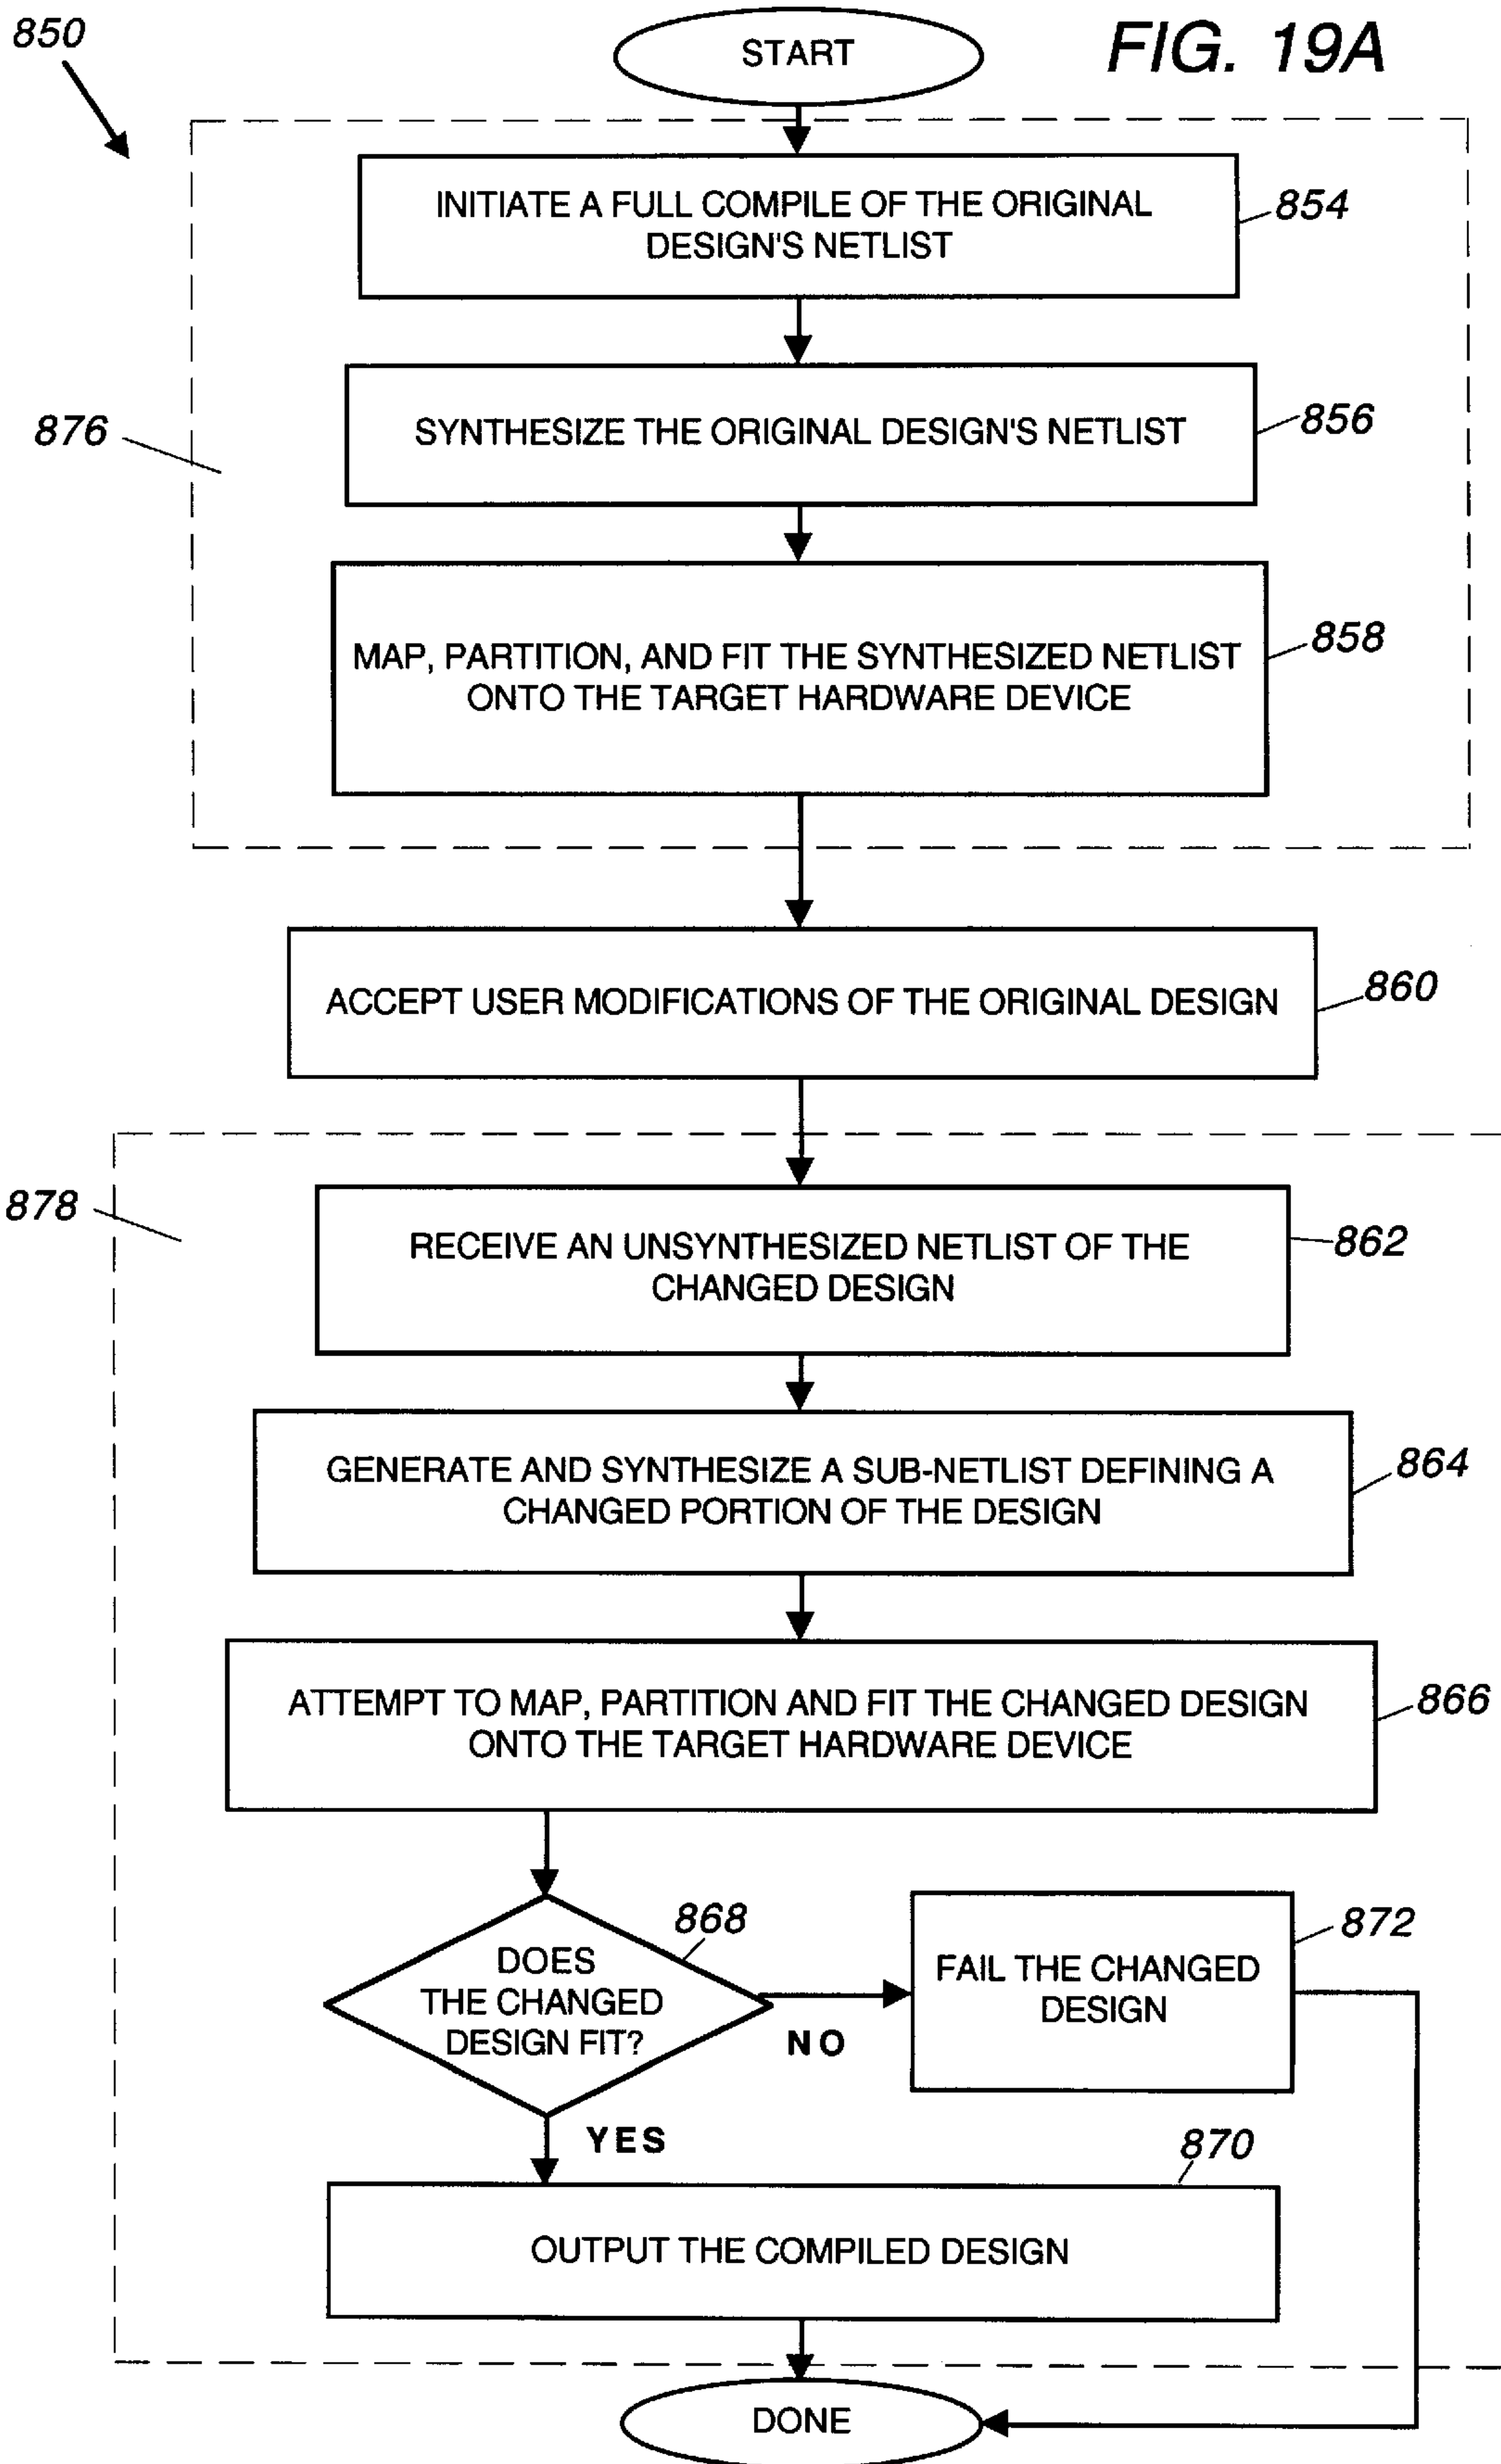 850
START
FIG. 19A
INITIATE A FULL COMPILE OF THE ORIGINAL
DESIGN'S NETLIST
854
SYNTHESIZE THE ORIGINAL DESIGN'S NETLIST
856
876
MAP, PARTITION, AND FIT THE SYNTHESIZED NETLIST
ONTO THE TARGET HARDWARE DEVICE
858
ACCEPT USER MODIFICATIONS OF THE ORIGINAL DESIGN
860
878
RECEIVE AN UNSYNTHESIZED NETLIST OF THE
CHANGED DESIGN
862
GENERATE AND SYNTHESIZE A SUB-NETLIST DEFINING A
CHANGED PORTION OF THE DESIGN
864
ATTEMPT TO MAP, PARTITION AND FIT THE CHANGED DESIGN
ONTO THE TARGET HARDWARE DEVICE
866
868
DOES
THE CHANGED
DESIGN FIT?
NO
FAIL THE CHANGED
DESIGN
872
YES
870
OUTPUT THE COMPILED DESIGN
DONE